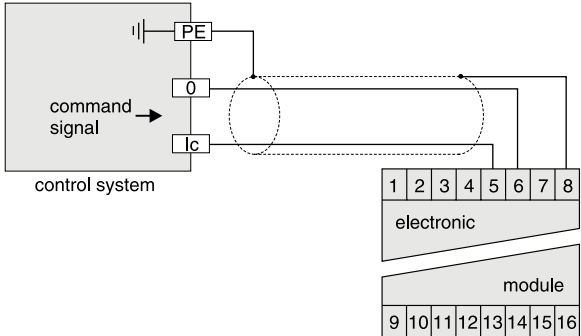 PE
0
command
signal
Ic
control system
1 2 3 4 5 6 7 8
electronic
module
9 10 11 12 13 14 15 16